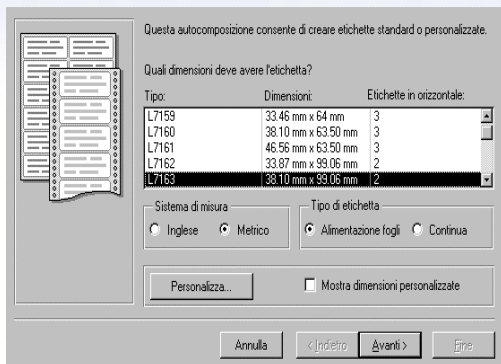 Questa autocomposizione consente di creare etichette standard o personalizzate.
Quali dimensioni deve avere l'etichetta?
Tipo: Dimensioni: Etichette in orizzontale:
L7159 33.46 mm x 64 mm 3
L7160 38.10 mm x 63.50 mm 3
L7161 46.56 mm x 63.50 mm 3
L7162 33.87 mm x 99.06 mm 2
L7163 38.10 mm x 99.06 mm 2
Sistema di misura Tipo di etichetta
Inglese Metrico Alimentazione fogli Continua
Personalizza... Mostra dimensioni personalizzate
Annulla < Indietro Avanti > Fine